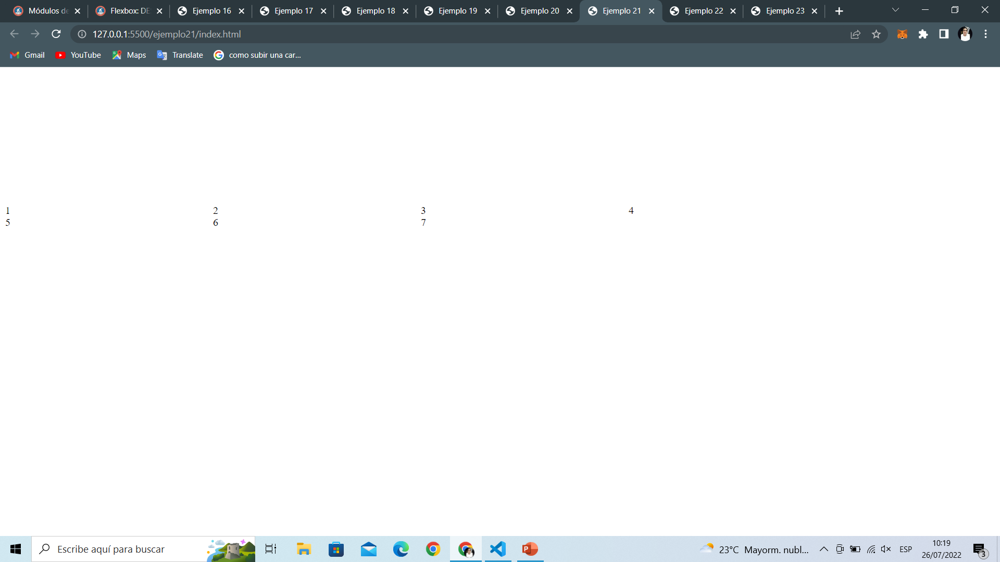 Módulos de Flexbox: DE Ejemplo 16 Ejemplo 17 Ejemplo 18 Ejemplo 19 Ejemplo 20 Ejemplo 21 Ejemplo 22 Ejemplo 23
127.0.0.1:5500/ejemplo21/index.html
Gmail YouTube Maps Translate como subir una car...
1 2 3 4
5 6 7
Escribe aquí para buscar
23°C Mayorm. nubl... ESP
10:19
26/07/2022
3